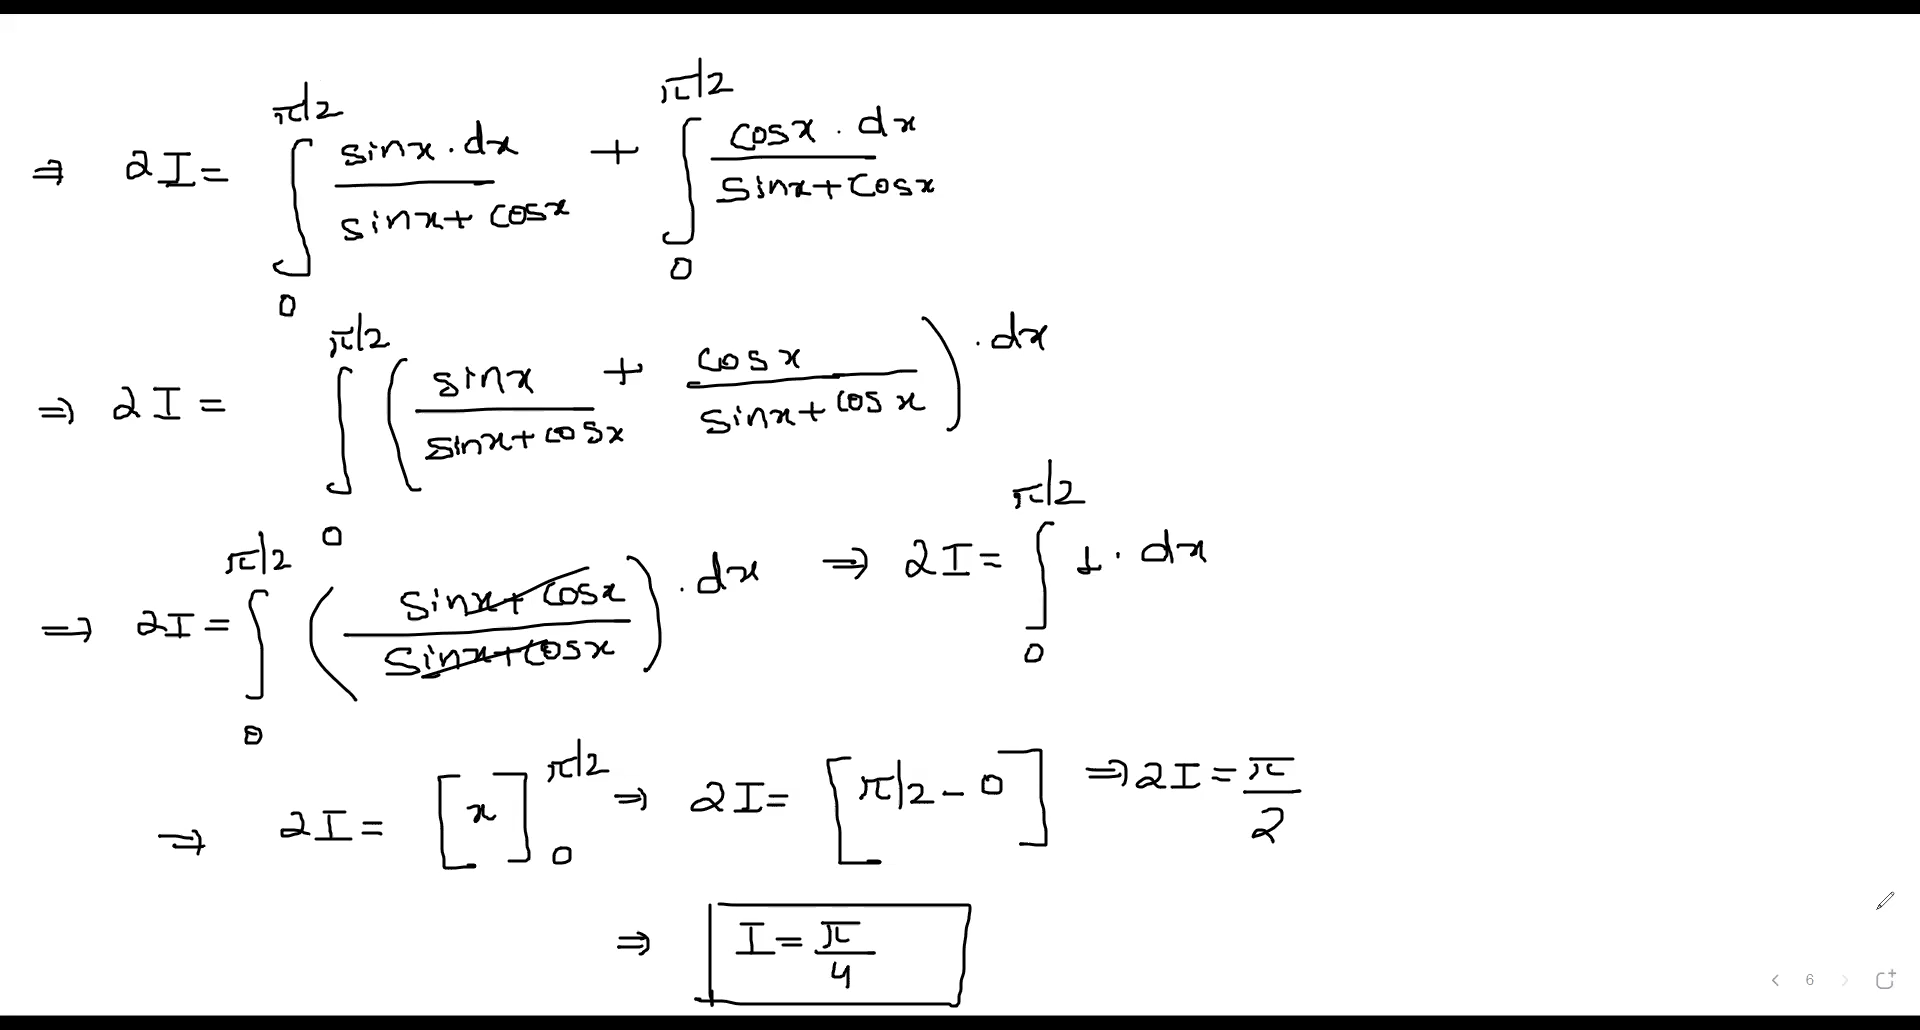 ⇒ 2I = ∫₀^{π/2} sinx·dx / (sinx + cosx) + ∫₀^{π/2} cosx·dx / (sinx + cosx)
⇒ 2I = ∫₀^{π/2} ( sinx / (sinx + cosx) + cosx / (sinx + cosx) )·dx
⇒ 2I = ∫₀^{π/2} ( (sinx + cosx) / (sinx + cosx) )·dx ⇒ 2I = ∫₀^{π/2} 1·dx
⇒ 2I = [x]₀^{π/2} ⇒ 2I = [π/2 - 0] ⇒ 2I = π/2
⇒ I = π/4
6